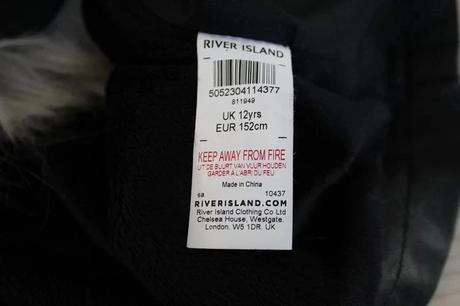 RIVER ISLAND
5052304114377
811949
UK 12yrs
EUR 152cm
KEEP AWAY FROM FIRE
UIT DE BUURT VAN VUUR HOUDEN
GARDER A L'ABRI DU FEU
Made in China
sa 10437
RIVERISLAND.COM
River Island Clothing Co Ltd
Chelsea House, Westgate.
London. W5 1DR. UK